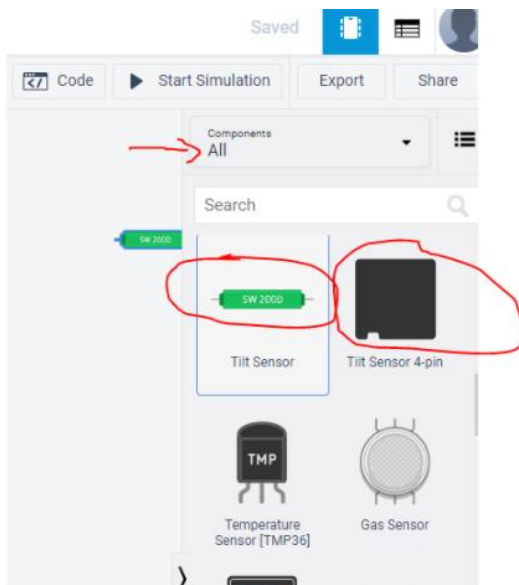 Saved
Code
Start Simulation
Export
Share
Components
All
Search
SW 200D
SW 200D
Tilt Sensor
Tilt Sensor 4-pin
TMP
Temperature
Sensor [TMP36]
Gas Sensor